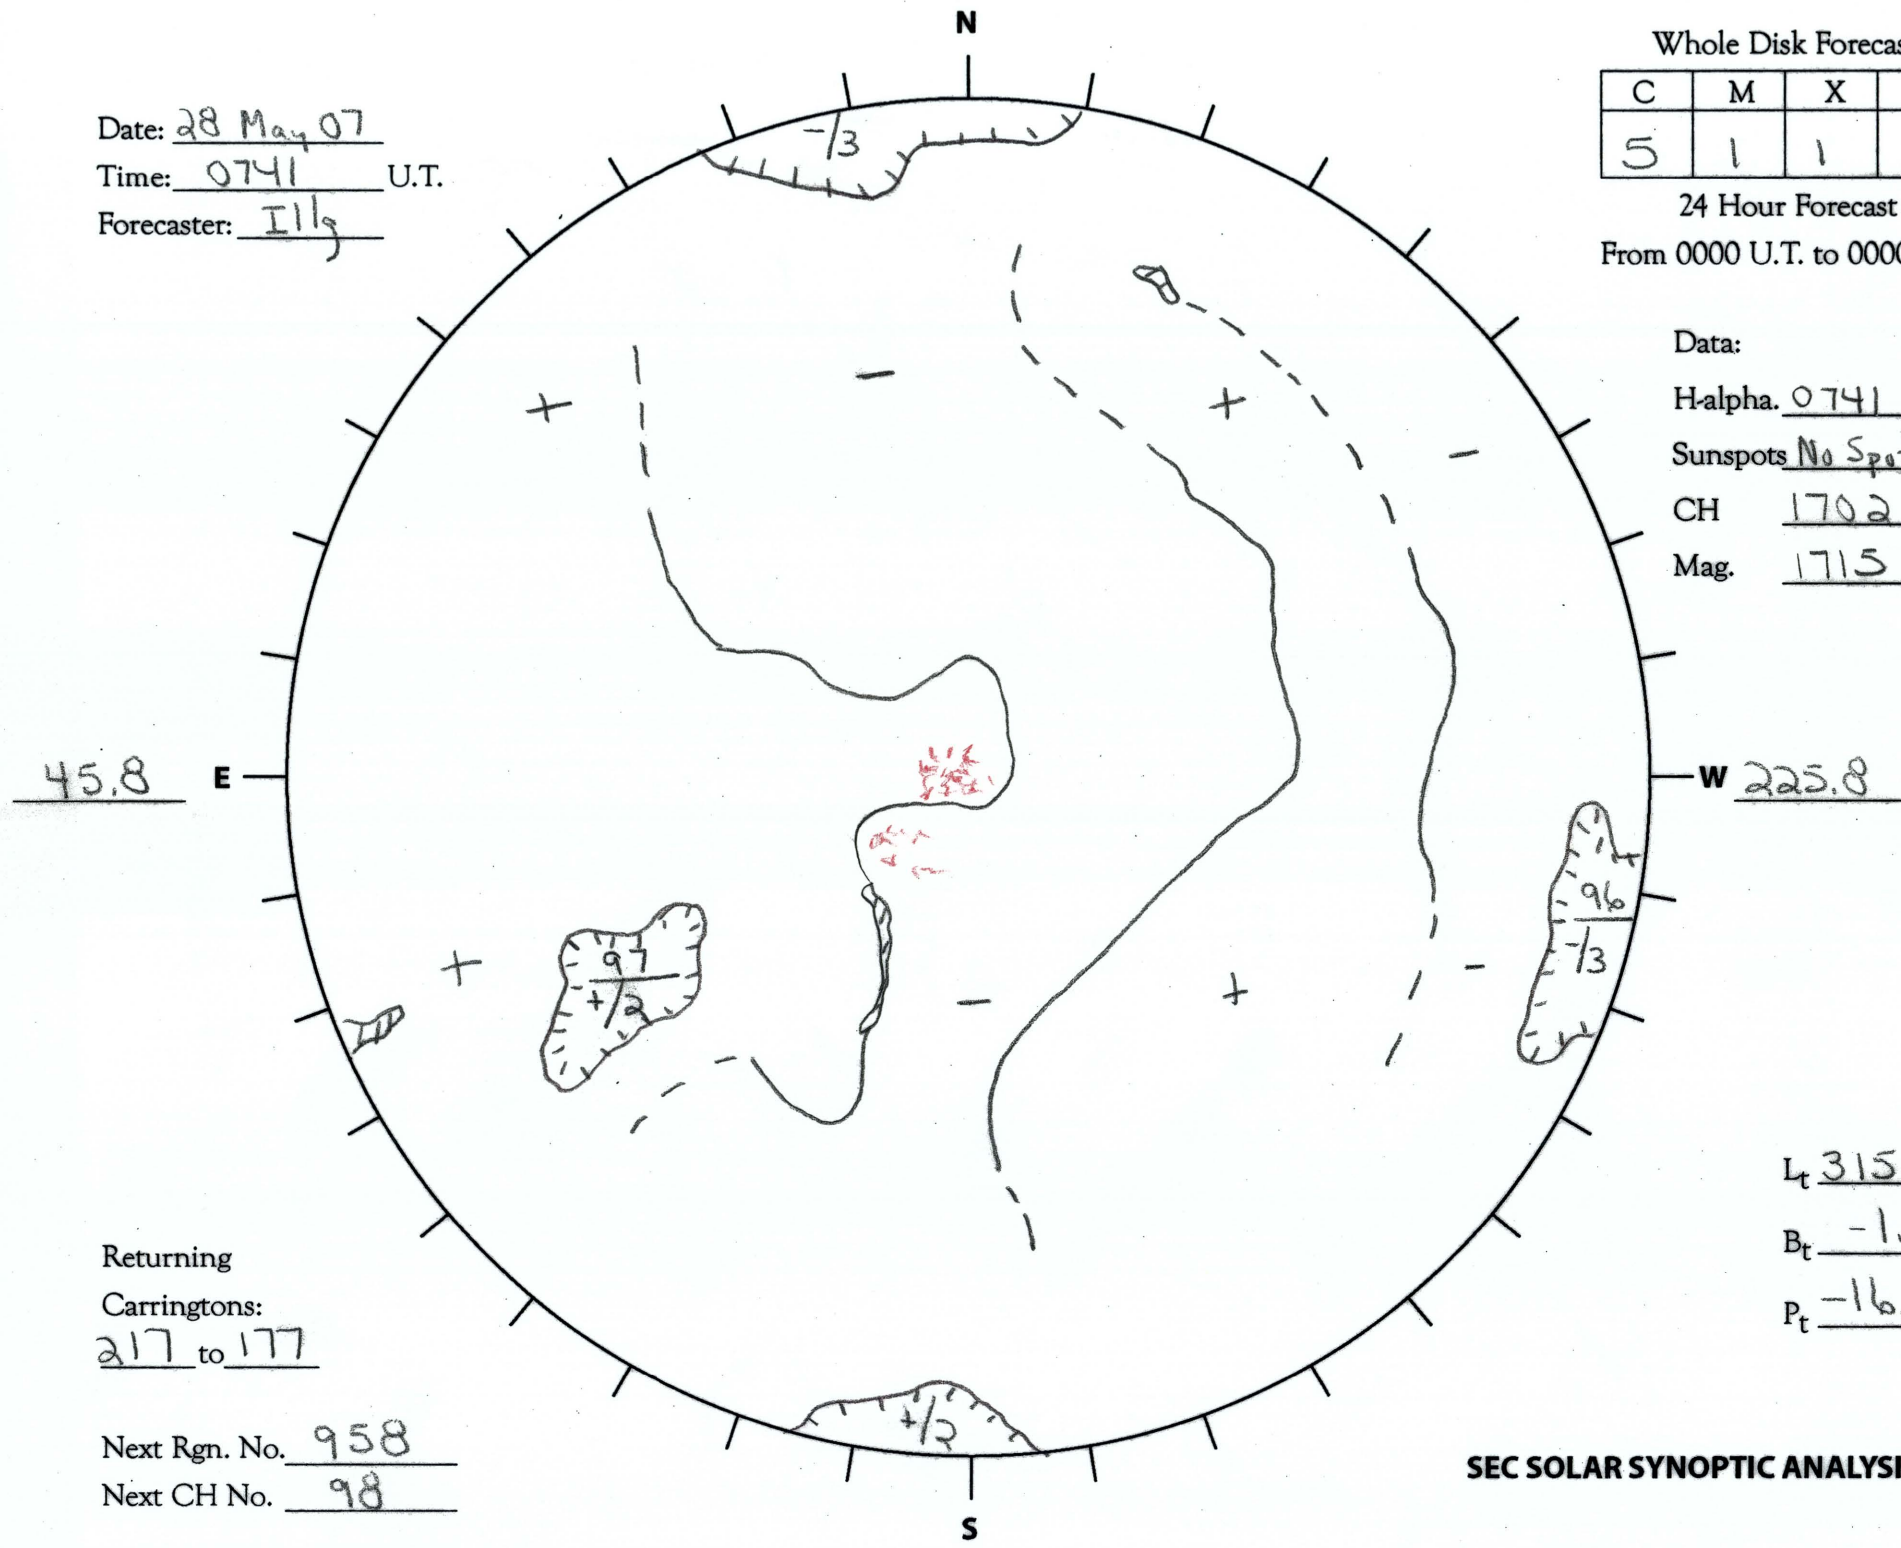 N
Whole Disk Forecas
C M X
5 1 1
24 Hour Forecast
From 0000 U.T. to 0000
Date: 28 May 07
Time: 0741 U.T.
Forecaster: Illg
-/3
+
-
+
-
Data:
H-alpha. 0741
Sunspots No Spo
CH 1702
Mag. 1715
45.8 E
W 225.8
96
-/3
97
+/2
+
-
+
-
Lt 315
Bt -1.
Pt -16
Returning
Carringtons:
217 to 177
Next Rgn. No. 958
Next CH No. 98
+/2
S
SEC SOLAR SYNOPTIC ANALYSI